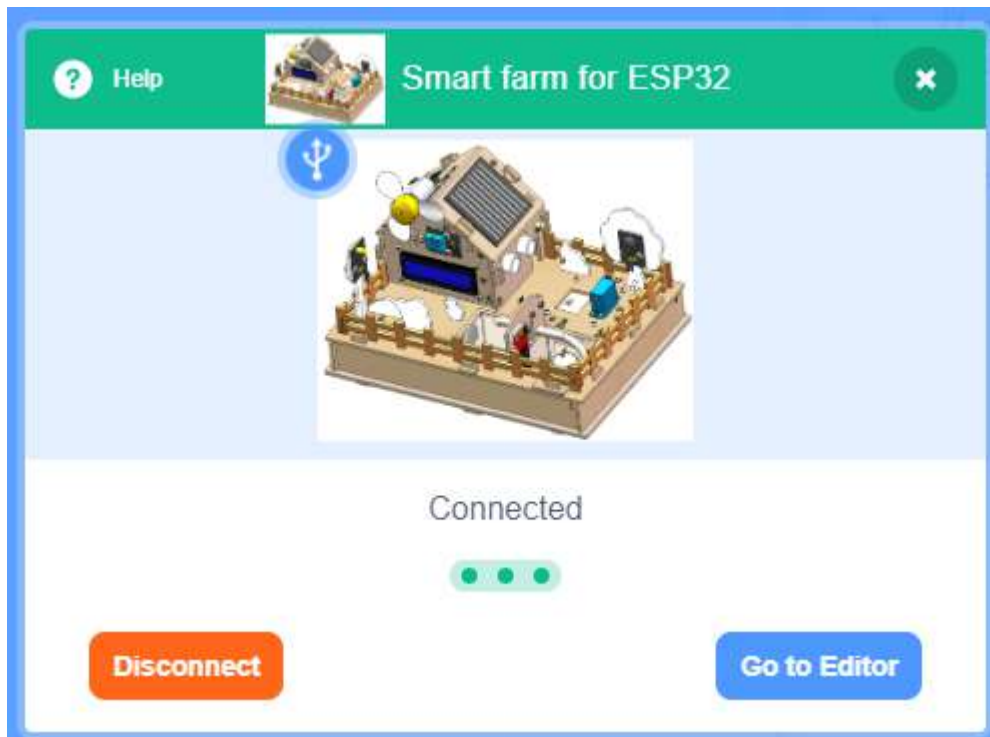 Help
Smart farm for ESP32
Connected
Disconnect
Go to Editor